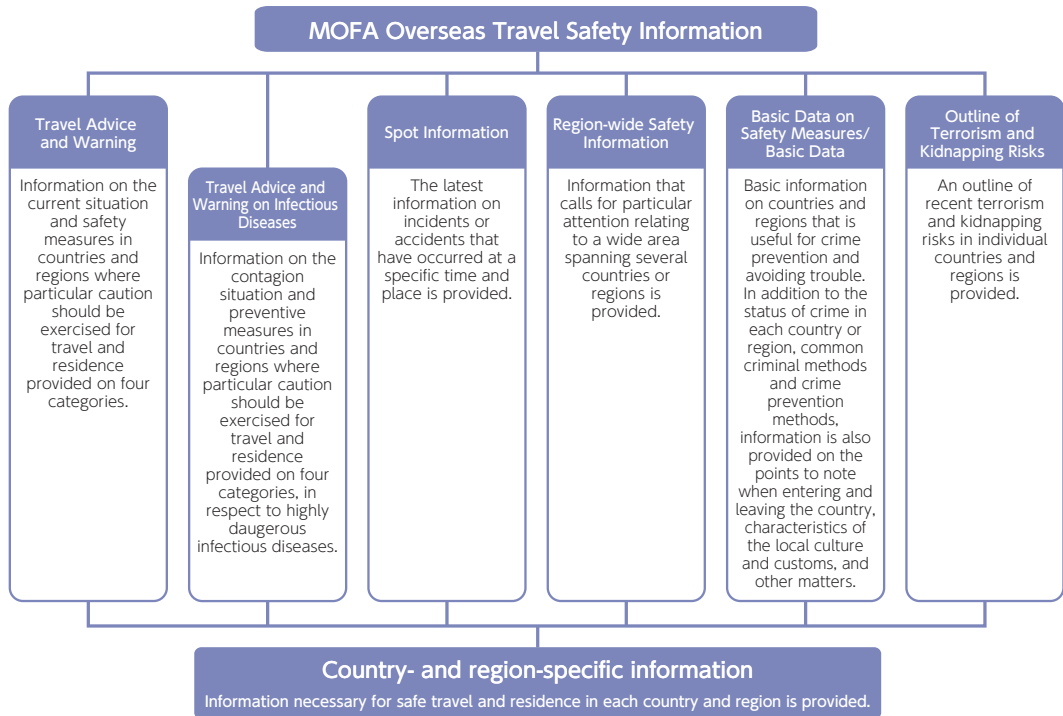 MOFA Overseas Travel Safety Information
Travel Advice
and Warning
Information on the
current situation
and safety
measures in
countries and
regions where
particular caution
should be
exercised for
travel and
residence
provided on four
categories.
Travel Advice and
Warning on Infectious
Diseases
Information on the
contagion
situation and
preventive
measures in
countries and
regions where
particular caution
should be
exercised for
travel and
residence
provided on four
categories, in
respect to highly
daugerous
infectious diseases.
Spot Information
The latest
information on
incidents or
accidents that
have occurred at a
specific time and
place is provided.
Region-wide Safety
Information
Information that
calls for particular
attention relating
to a wide area
spanning several
countries or
regions is
provided.
Basic Data on
Safety Measures/
Basic Data
Basic information
on countries and
regions that is
useful for crime
prevention and
avoiding trouble.
In addition to the
status of crime in
each country or
region, common
criminal methods
and crime
prevention
methods,
information is also
provided on the
points to note
when entering and
leaving the country,
characteristics of
the local culture
and customs, and
other matters.
Outline of
Terrorism and
Kidnapping Risks
An outline of
recent terrorism
and kidnapping
risks in individual
countries and
regions is
provided.
Country- and region-specific information
Information necessary for safe travel and residence in each country and region is provided.